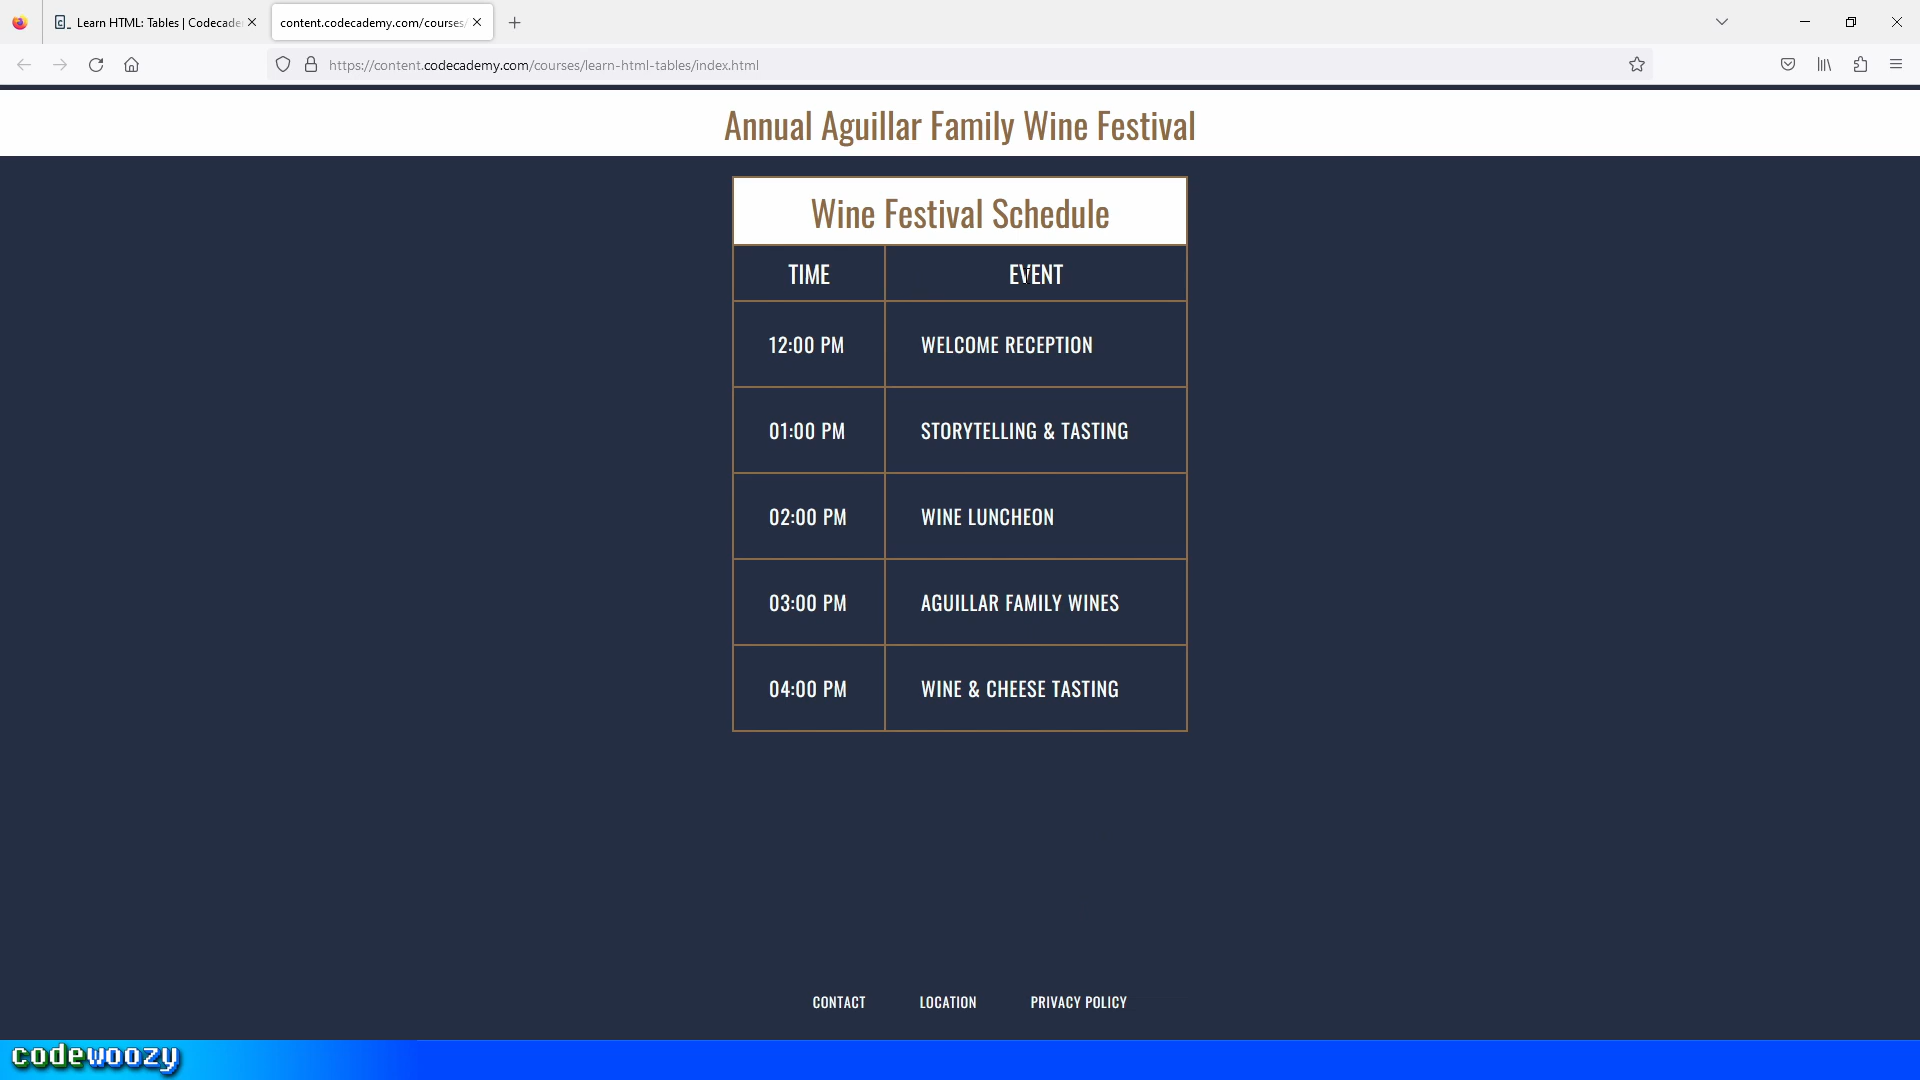 Learn HTML: Tables | Codecade
content.codecademy.com/courses/
https://content.codecademy.com/courses/learn-html-tables/index.html
Annual Aguillar Family Wine Festival
Wine Festival Schedule
TIME EVENT
12:00 PM WELCOME RECEPTION
01:00 PM STORYTELLING & TASTING
02:00 PM WINE LUNCHEON
03:00 PM AGUILLAR FAMILY WINES
04:00 PM WINE & CHEESE TASTING
CONTACT LOCATION PRIVACY POLICY
codewoozy